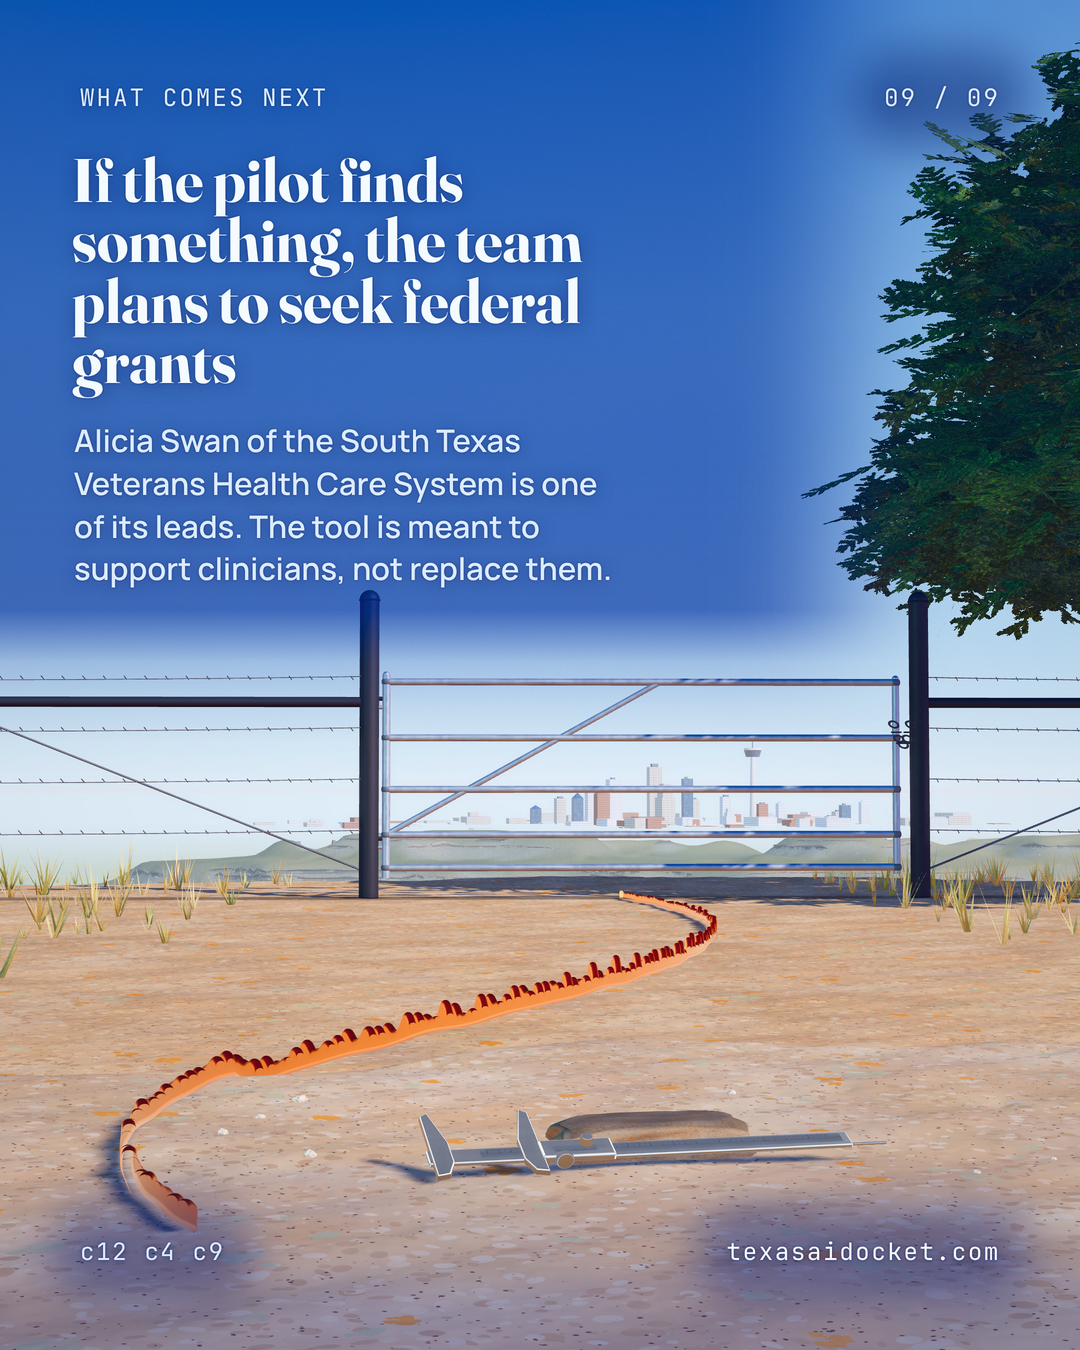 WHAT COMES NEXT
09 / 09
If the pilot finds
something, the team
plans to seek federal
grants
Alicia Swan of the South Texas
Veterans Health Care System is one
of its leads. The tool is meant to
support clinicians, not replace them.
c12 c4 c9
texasaidocket.com